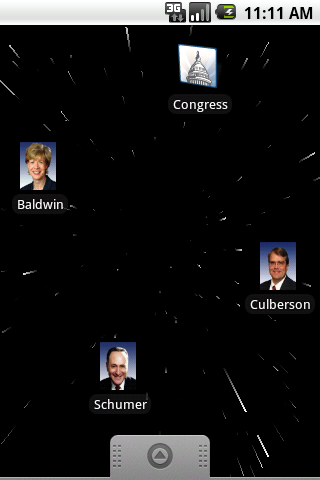 3G
11:11 AM
Congress
Baldwin
Culberson
Schumer